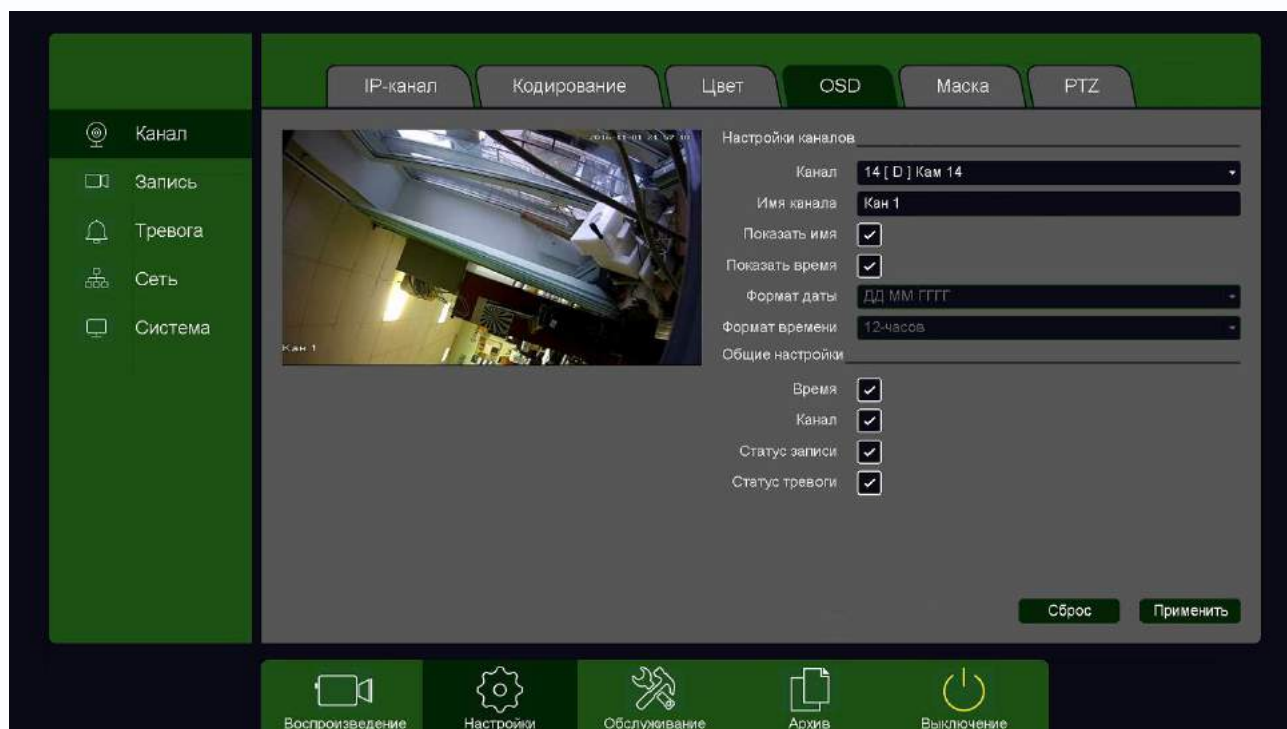 IP-канал Кодирование Цвет OSD Маска PTZ
Канал
Запись
Тревога
Сеть
Система
Кан 1
Настройки каналов
Канал 14 [ D ] Кам 14
Имя канала Кан 1
Показать имя
Показать время
Формат даты ДД ММ ГГГГ
Формат времени 12-часов
Общие настройки
Время
Канал
Статус записи
Статус тревоги
Сброс Применить
Воспроизведение Настройки Обслуживание Архив Выключение